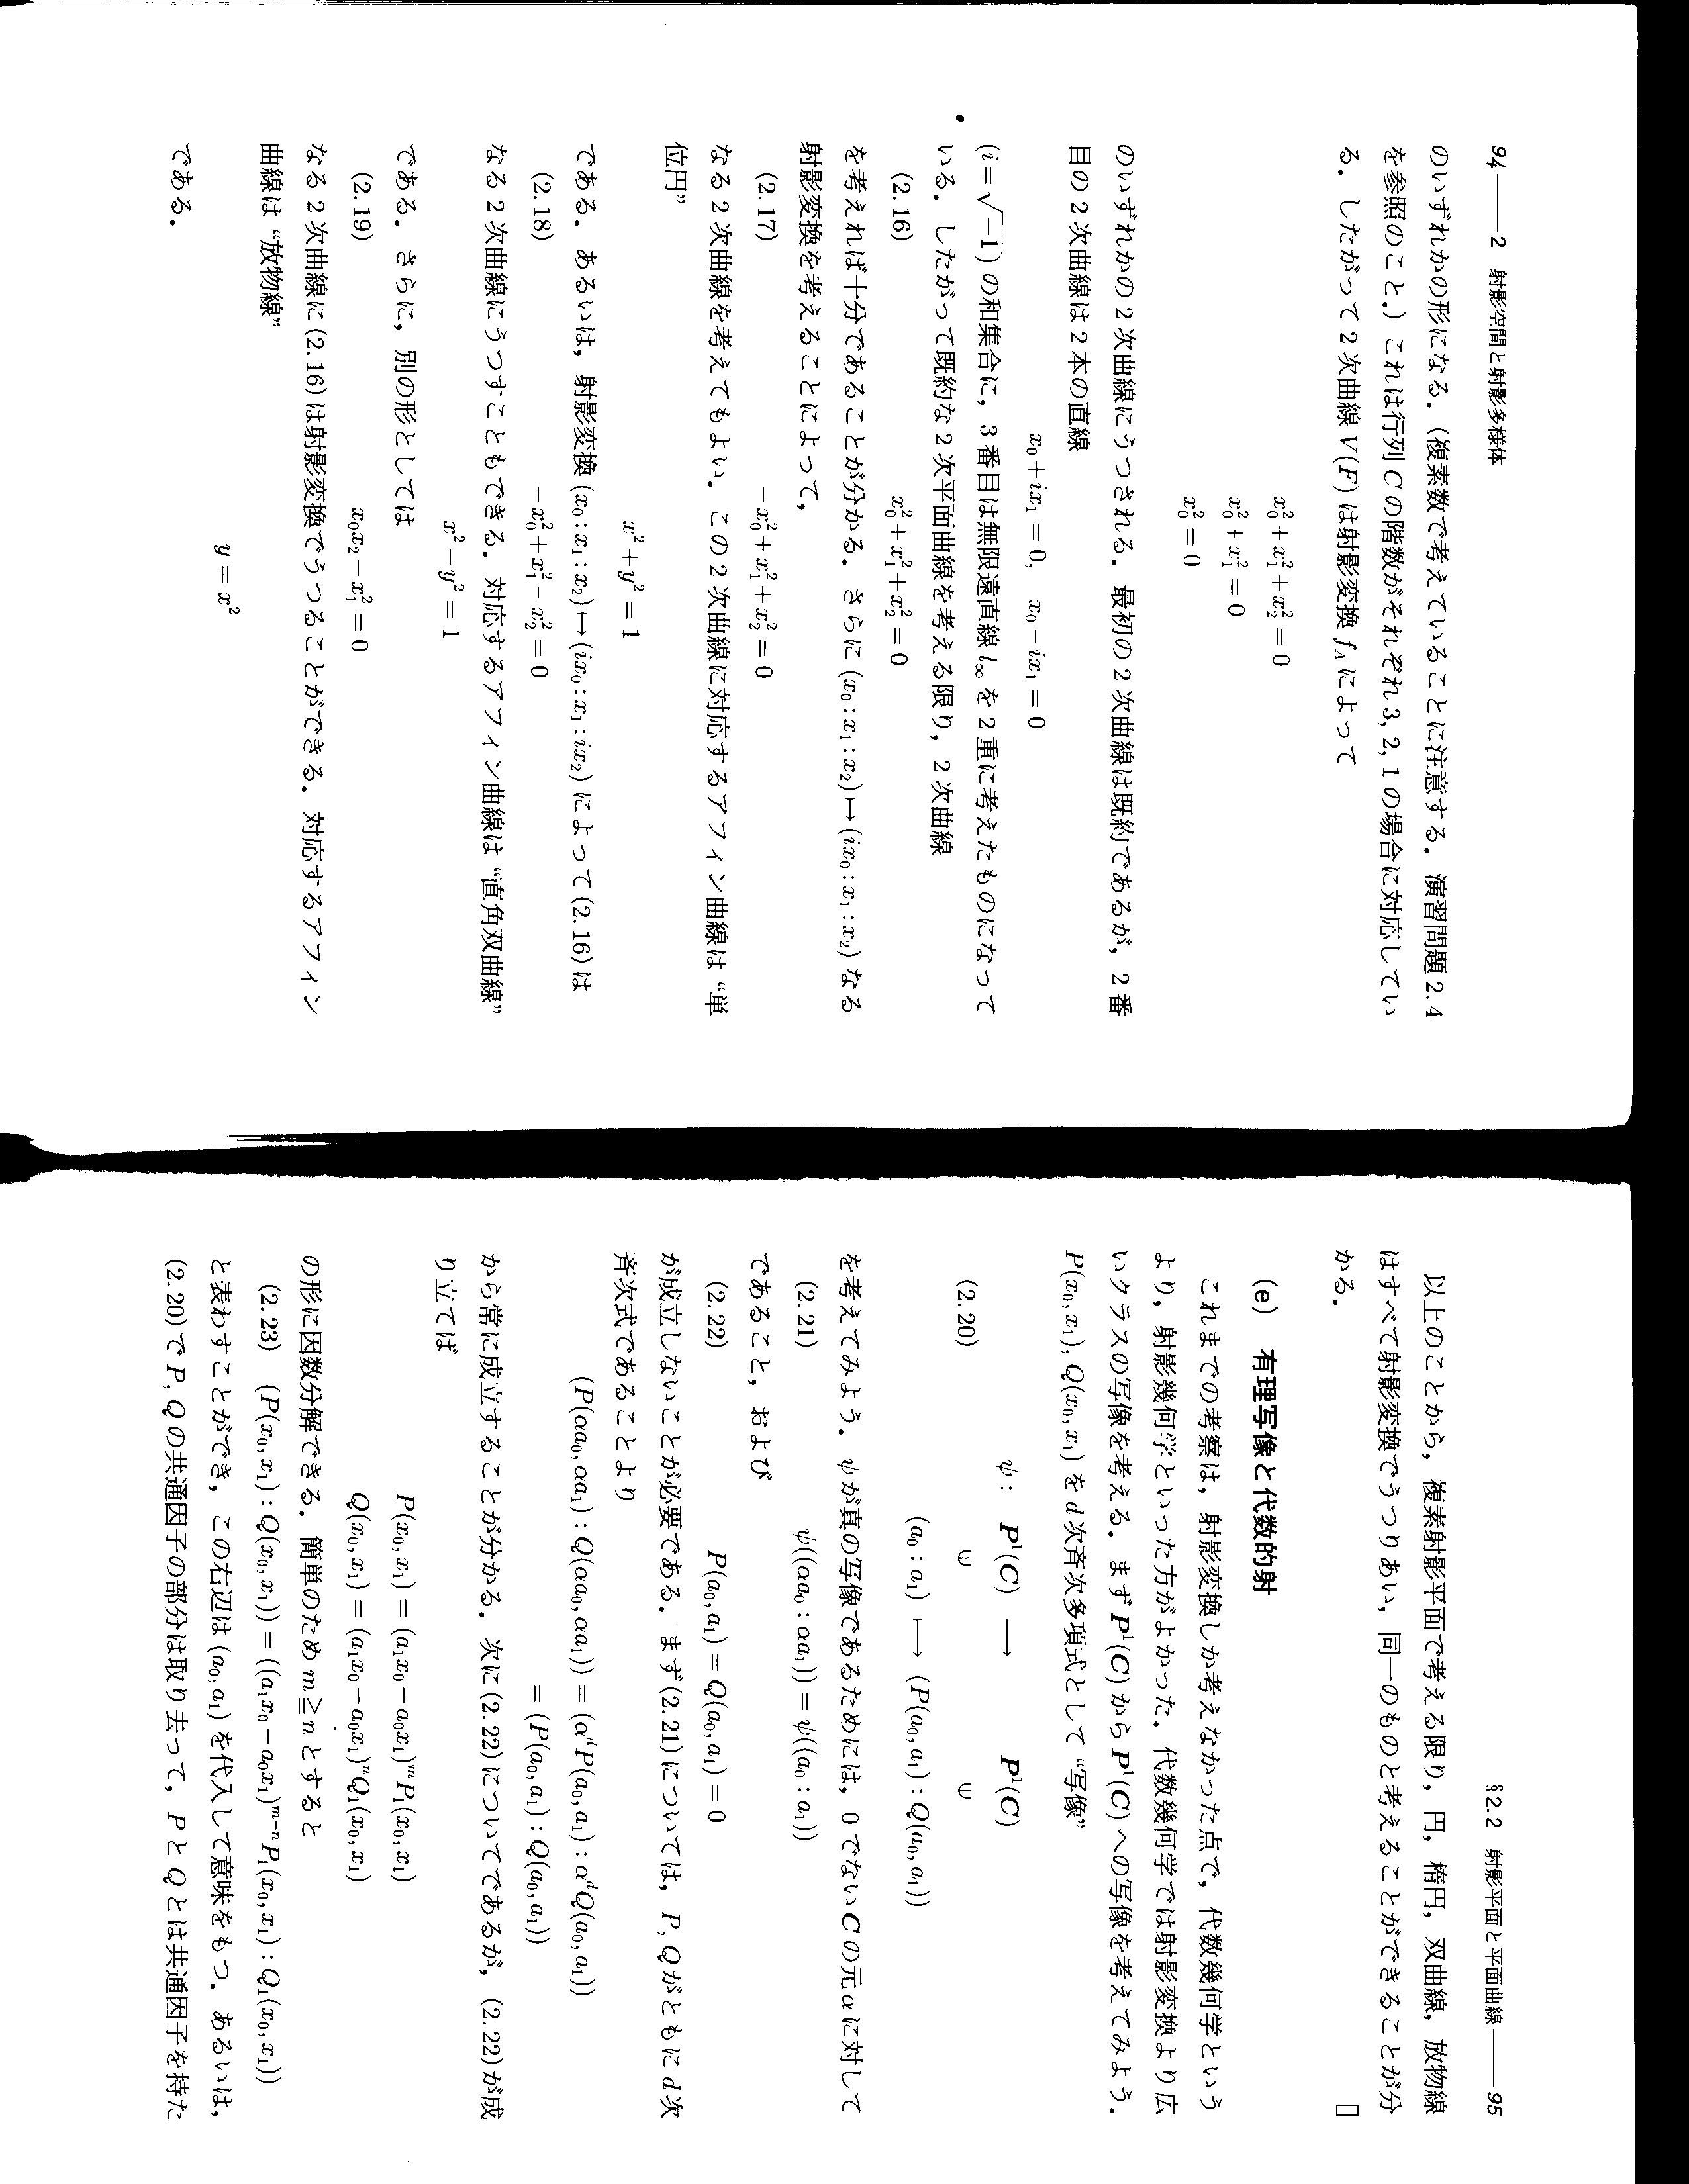 94——2 射影空間と射影多様体
のいずれかの形になる.(複素数で考えていることに注意する. 演習問題2.4
を参照のこと.) これは行列 C の階数がそれぞれ 3, 2, 1 の場合に対応してい
る. したがって 2 次曲線 V(F) は射影変換 f_A によって
x_0^2+x_1^2+x_2^2=0
x_0^2+x_1^2=0
x_0^2=0
のいずれかの 2 次曲線にうつされる. 最初の 2 次曲線は既約であるが, 2 番
目の 2 次曲線は 2 本の直線
x_0+ix_1=0, x_0-ix_1=0
(i=√-1) の和集合に, 3 番目は無限遠直線 l_∞ を 2 重に考えたものになって
いる. したがって既約な 2 次平面曲線を考える限り, 2 次曲線
(2.16) x_0^2+x_1^2+x_2^2=0
を考えれば十分であることが分かる. さらに (x_0:x_1:x_2)↦(ix_0:x_1:x_2) なる
射影変換を考えることによって,
(2.17) -x_0^2+x_1^2+x_2^2=0
なる 2 次曲線を考えてもよい. この 2 次曲線に対応するアフィン曲線は “単
位円”
x^2+y^2=1
である. あるいは, 射影変換 (x_0:x_1:x_2)↦(ix_0:x_1:ix_2) によって (2.16) は
(2.18) -x_0^2+x_1^2-x_2^2=0
なる 2 次曲線にうつすこともできる. 対応するアフィン曲線は “直角双曲線”
x^2-y^2=1
である. さらに, 別の形としては
(2.19) x_0x_2-x_1^2=0
なる 2 次曲線に (2.16) は射影変換でうつることができる. 対応するアフィン
曲線は “放物線”
y=x^2
である.
§2.2 射影平面と平面曲線——95
以上のことから, 複素射影平面で考える限り, 円, 楕円, 双曲線, 放物線
はすべて射影変換でうつりあい, 同一のものと考えることができることが分
かる. □
(e) 有理写像と代数的射
これまでの考察は, 射影変換しか考えなかった点で, 代数幾何学という
より, 射影幾何学といった方がよかった. 代数幾何学では射影変換より広
いクラスの写像を考える. まず P^1(C) から P^1(C) への写像を考えてみよう.
P(x_0,x_1), Q(x_0,x_1) を d 次斉次多項式として “写像”
ψ: P^1(C) ⟶ P^1(C)
(2.20) ∪ ∪
(a_0:a_1) ⟼ (P(a_0,a_1):Q(a_0,a_1))
を考えてみよう. ψ が真の写像であるためには, 0 でない C の元 α に対して
(2.21) ψ((αa_0:αa_1))=ψ((a_0:a_1))
であること, および
(2.22) P(a_0,a_1)=Q(a_0,a_1)=0
が成立しないことが必要である. まず (2.21) については, P, Q がともに d 次
斉次式であることより
(P(αa_0,αa_1):Q(αa_0,αa_1))=(α^dP(a_0,a_1):α^dQ(a_0,a_1))
=(P(a_0,a_1):Q(a_0,a_1))
から常に成立することが分かる. 次に (2.22) についてであるが, (2.22) が成
り立てば
P(x_0,x_1)=(a_1x_0-a_0x_1)^mP_1(x_0,x_1)
Q(x_0,x_1)=(a_1x_0-a_0x_1)^nQ_1(x_0,x_1)
の形に因数分解できる. 簡単のため m≧n とすると
(2.23) (P(x_0,x_1):Q(x_0,x_1))=((a_1x_0-a_0x_1)^{m-n}P_1(x_0,x_1):Q_1(x_0,x_1))
と表わすことができ, この右辺は (a_0,a_1) を代入して意味をもつ. あるいは,
(2.20) で P, Q の共通因子の部分は取り去って, P と Q とは共通因子を持た